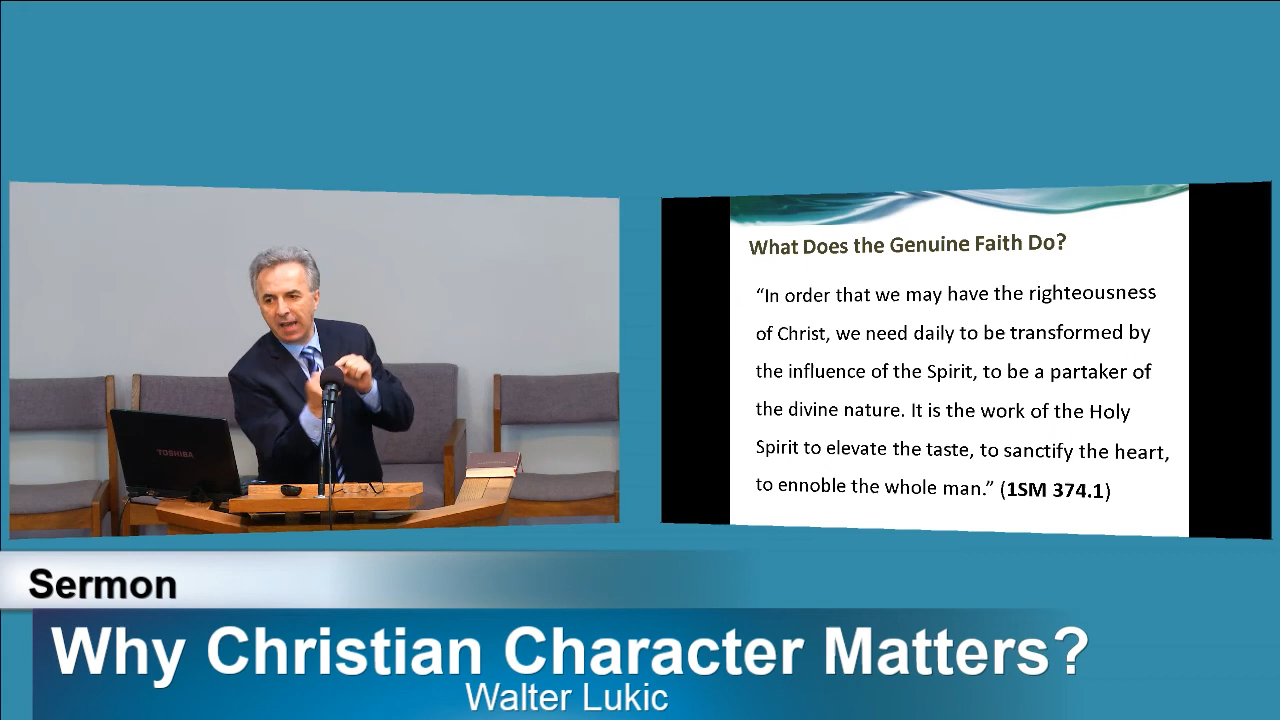 TOSHIBA
What Does the Genuine Faith Do?
“In order that we may have the righteousness
of Christ, we need daily to be transformed by
the influence of the Spirit, to be a partaker of
the divine nature. It is the work of the Holy
Spirit to elevate the taste, to sanctify the heart,
to ennoble the whole man.” (1SM 374.1)
Sermon
Why Christian Character Matters?
Walter Lukic